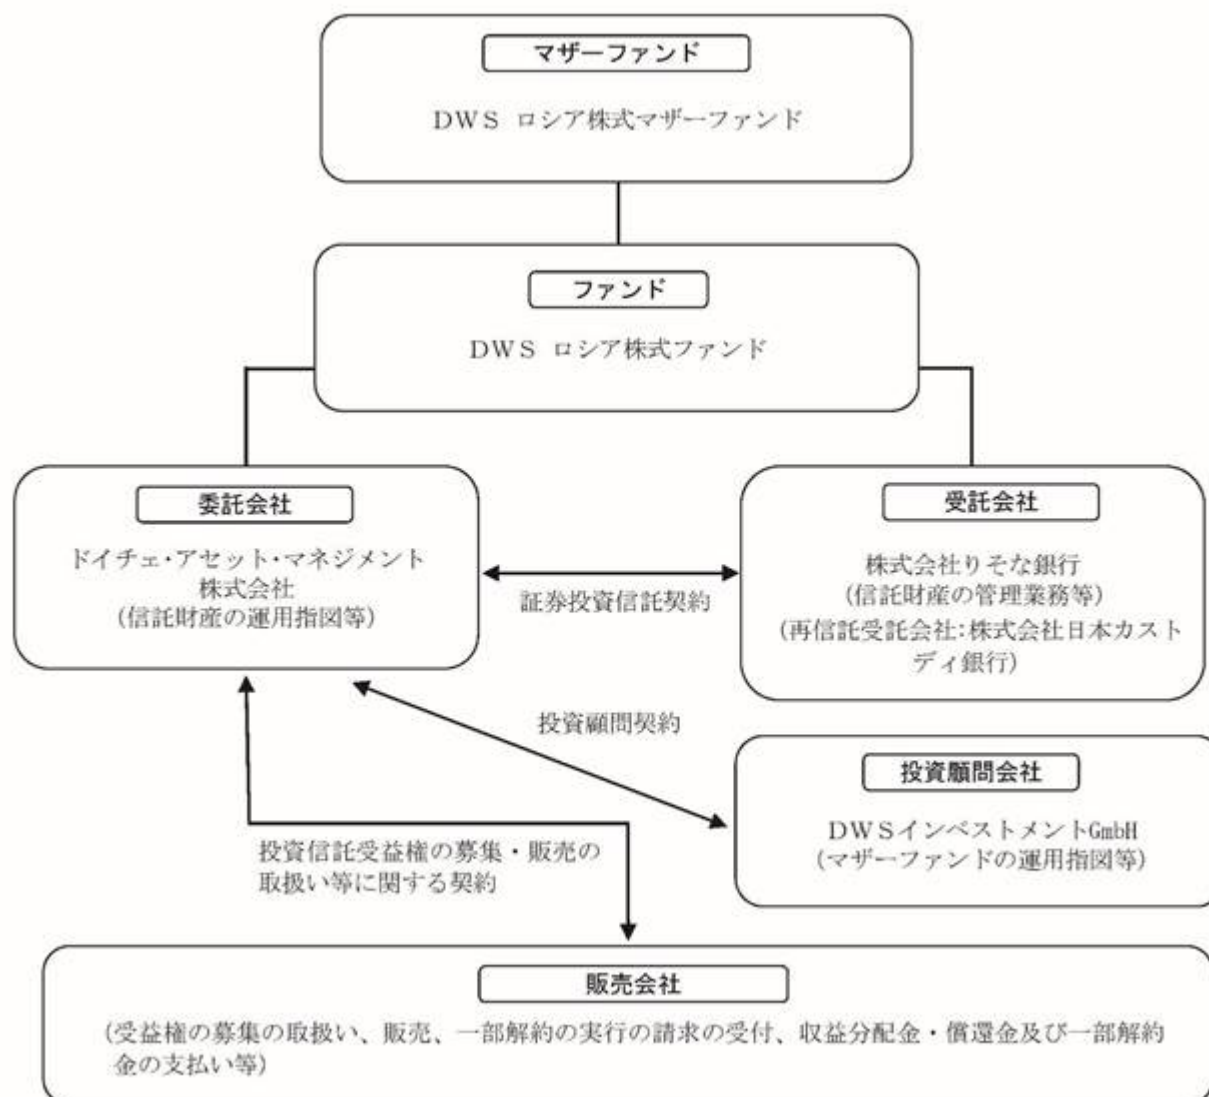 マザーファンド
DWS ロシア株式マザーファンド
ファンド
DWS ロシア株式ファンド
委託会社
ドイチェ・アセット・マネジメント
株式会社
(信託財産の運用指図等)
証券投資信託契約
受託会社
株式会社りそな銀行
(信託財産の管理業務等)
(再信託受託会社:株式会社日本カスト
ディ銀行)
投資顧問契約
投資顧問会社
DWSインベストメントGmbH
(マザーファンドの運用指図等)
投資信託受益権の募集・販売の
取扱い等に関する契約
販売会社
(受益権の募集の取扱い、販売、一部解約の実行の請求の受付、収益分配金・償還金及び一部解約
金の支払い等)